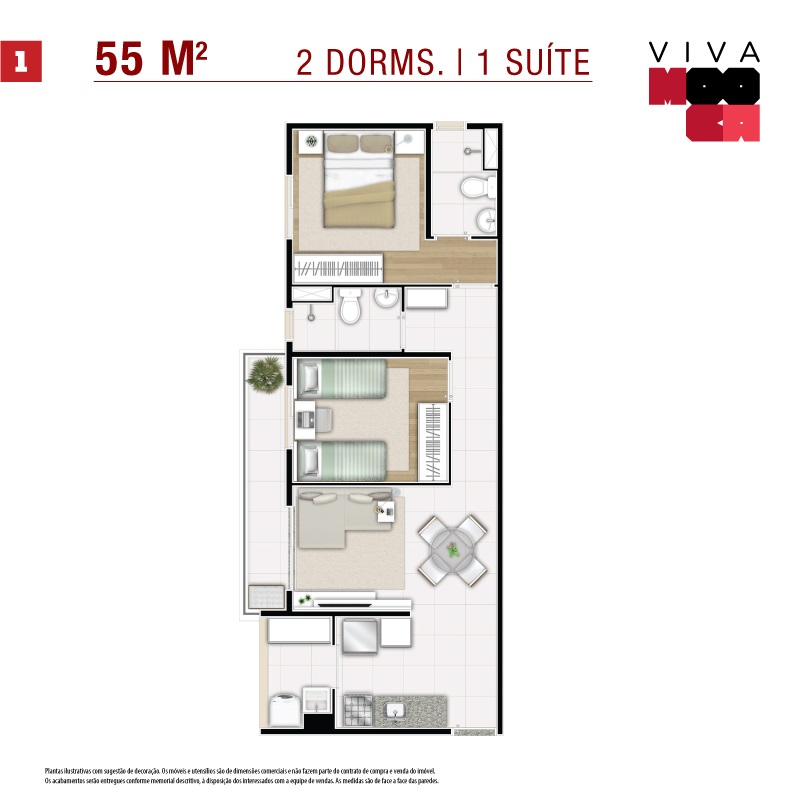 1
55 M²
2 DORMS. | 1 SUÍTE
VIVA
MOO
CA
Plantas ilustrativas com sugestão de decoração. Os móveis e utensílios são de dimensões comerciais e não fazem parte do contrato de compra e venda do imóvel.
Os acabamentos serão entregues conforme memorial descritivo, à disposição dos interessados com a equipe de vendas. As medidas são de face a face das paredes.